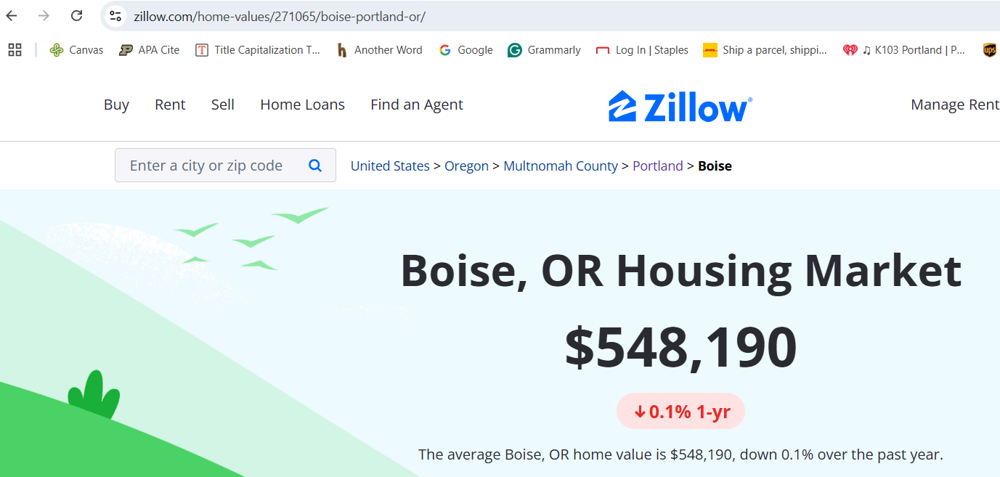 zillow.com/home-values/271065/boise-portland-or/
Canvas APA Cite Title Capitalization T... Another Word Google Grammarly Log In | Staples Ship a parcel, shippi... K103 Portland | P...
Buy Rent Sell Home Loans Find an Agent Zillow Manage Rent
Enter a city or zip code United States > Oregon > Multnomah County > Portland > Boise
Boise, OR Housing Market
$548,190
↓ 0.1% 1-yr
The average Boise, OR home value is $548,190, down 0.1% over the past year.